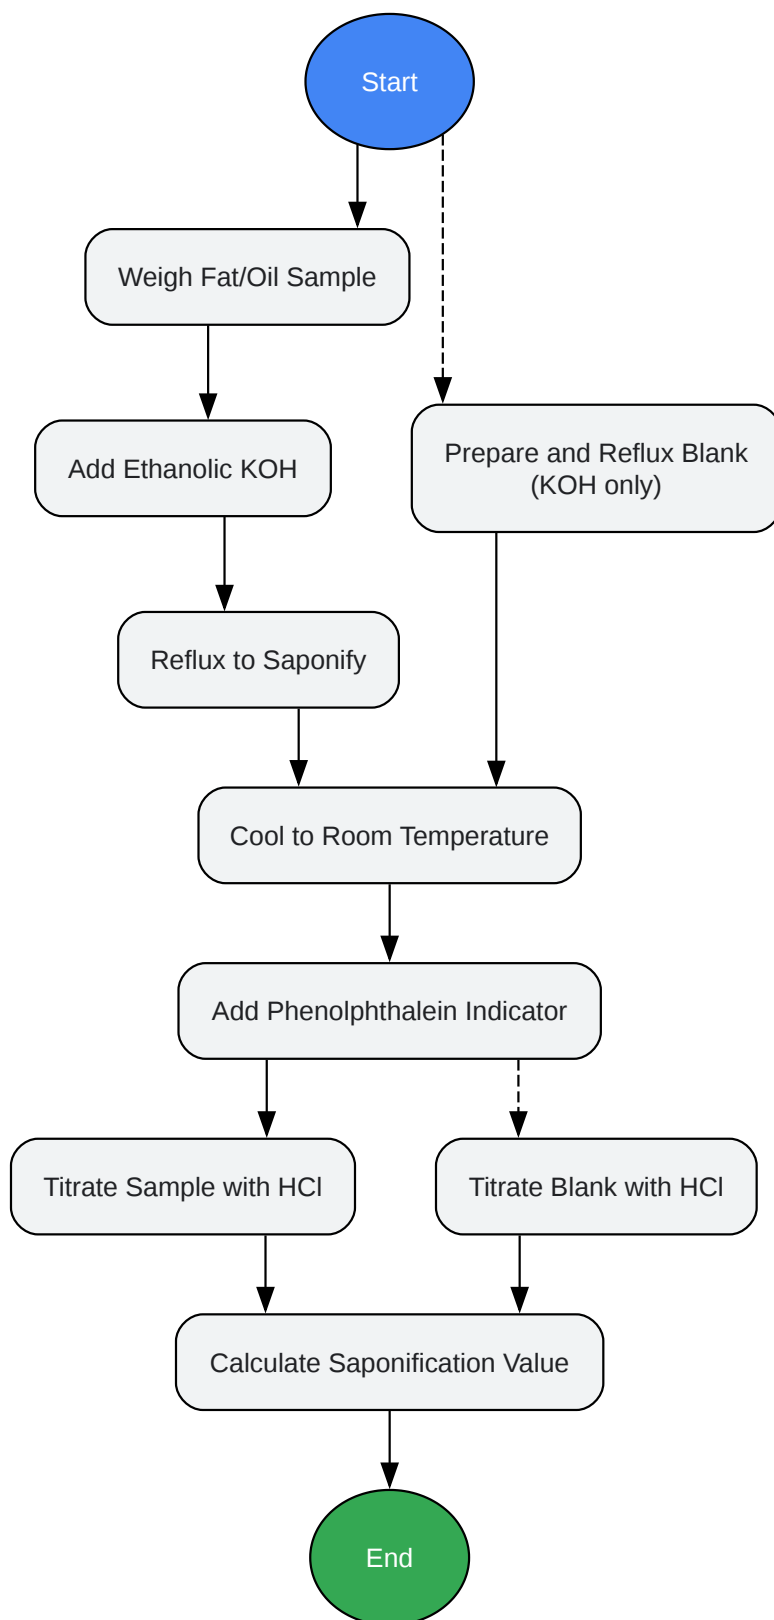 Start
Weigh Fat/Oil Sample
Add Ethanolic KOH
Prepare and Reflux Blank
(KOH only)
Reflux to Saponify
Cool to Room Temperature
Add Phenolphthalein Indicator
Titrate Sample with HCl
Titrate Blank with HCl
Calculate Saponification Value
End